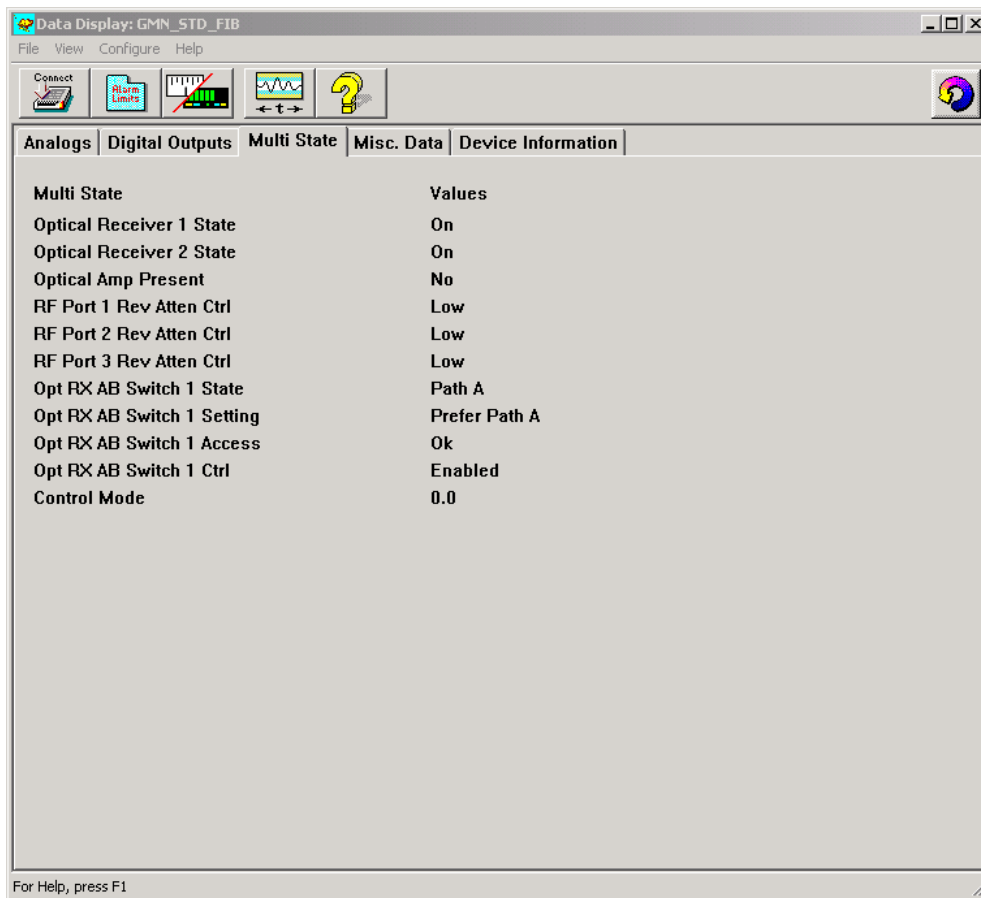 Data Display: GMN_STD_FIB
File View Configure Help
Connect
Alarm
Limits
t
Analogs Digital Outputs Multi State Misc. Data Device Information
Multi State Values
Optical Receiver 1 State On
Optical Receiver 2 State On
Optical Amp Present No
RF Port 1 Rev Atten Ctrl Low
RF Port 2 Rev Atten Ctrl Low
RF Port 3 Rev Atten Ctrl Low
Opt RX AB Switch 1 State Path A
Opt RX AB Switch 1 Setting Prefer Path A
Opt RX AB Switch 1 Access Ok
Opt RX AB Switch 1 Ctrl Enabled
Control Mode 0.0
For Help, press F1